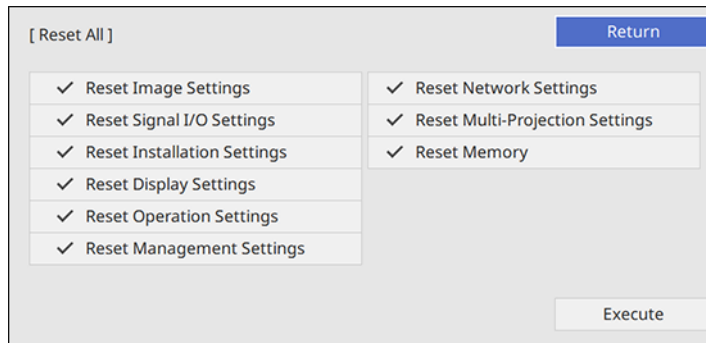 [ Reset All ]
Return
Reset Image Settings
Reset Signal I/O Settings
Reset Installation Settings
Reset Display Settings
Reset Operation Settings
Reset Management Settings
Reset Network Settings
Reset Multi-Projection Settings
Reset Memory
Execute